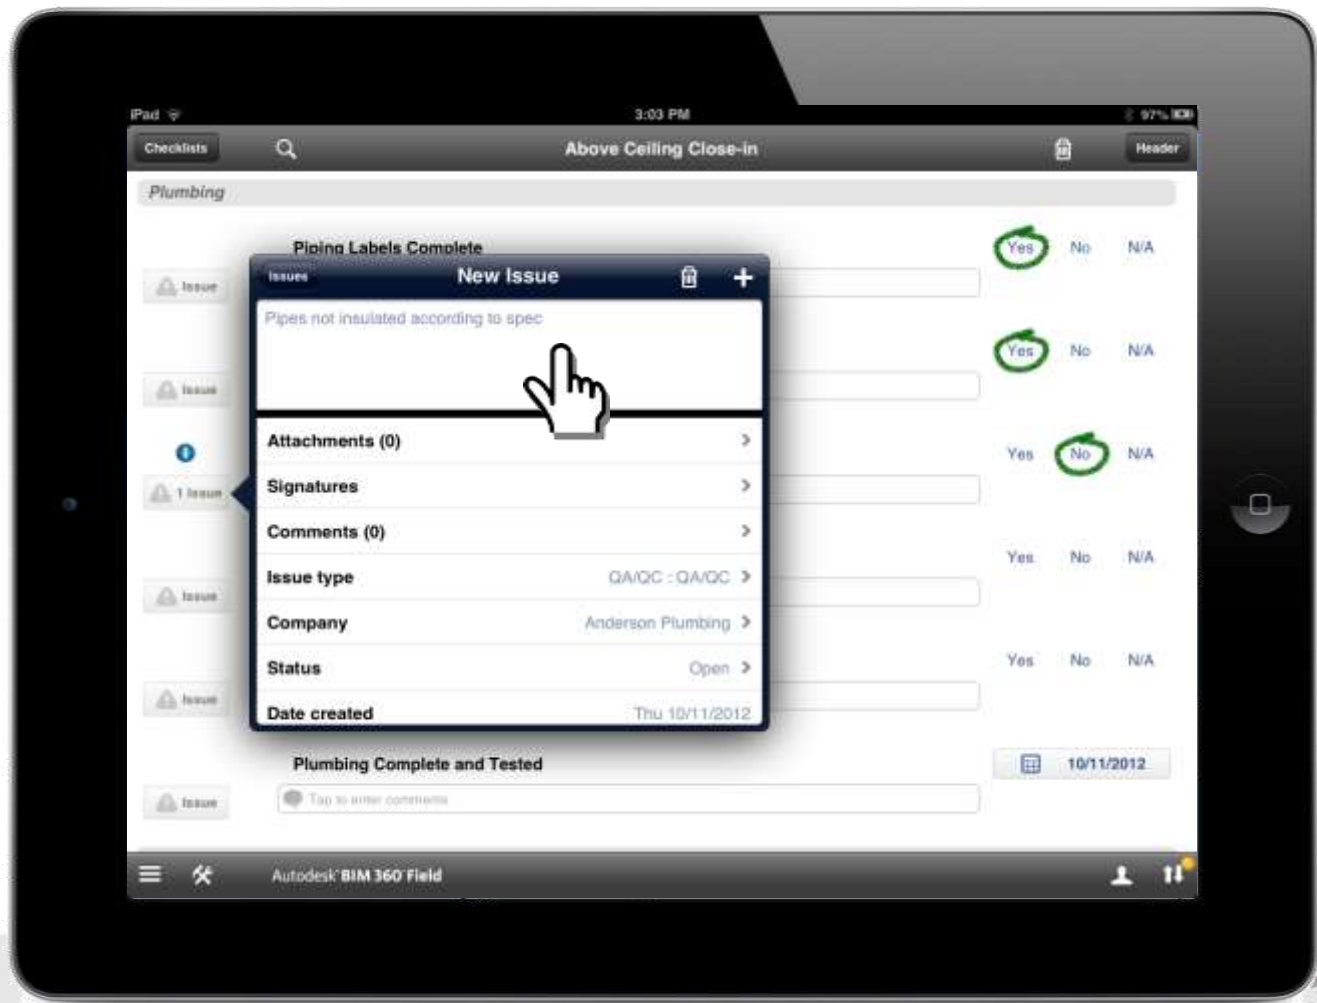 iPad 3:03 PM 97%
Checklists Above Ceiling Close-in Header
Plumbing
Piping Labels Complete Yes No N/A
Issue
Issues New Issue
Pipes not insulated according to spec
Yes No N/A
Issue
Attachments (0)
Yes No N/A
1 Issue
Signatures
Comments (0)
Yes No N/A
Issue type QA/QC : QA/QC
Issue
Company Anderson Plumbing
Status Open
Yes No N/A
Issue
Date created Thu 10/11/2012
Plumbing Complete and Tested 10/11/2012
Issue Tap to enter comments
Autodesk BIM 360 Field